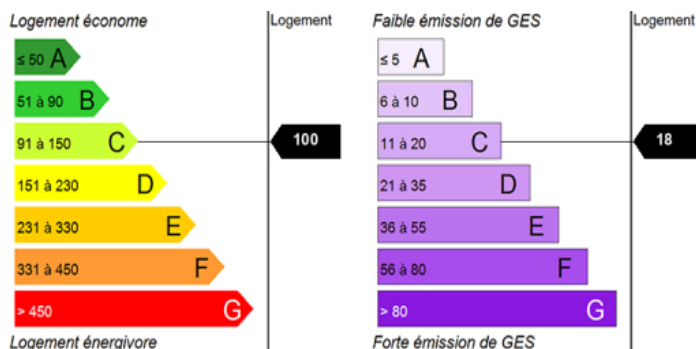 Logement économe
Logement
≤ 50 A
51 à 90 B
91 à 150 C
100
151 à 230 D
231 à 330 E
331 à 450 F
> 450 G
Logement énergivore
Faible émission de GES
Logement
≤ 5 A
6 à 10 B
11 à 20 C
18
21 à 35 D
36 à 55 E
56 à 80 F
> 80 G
Forte émission de GES